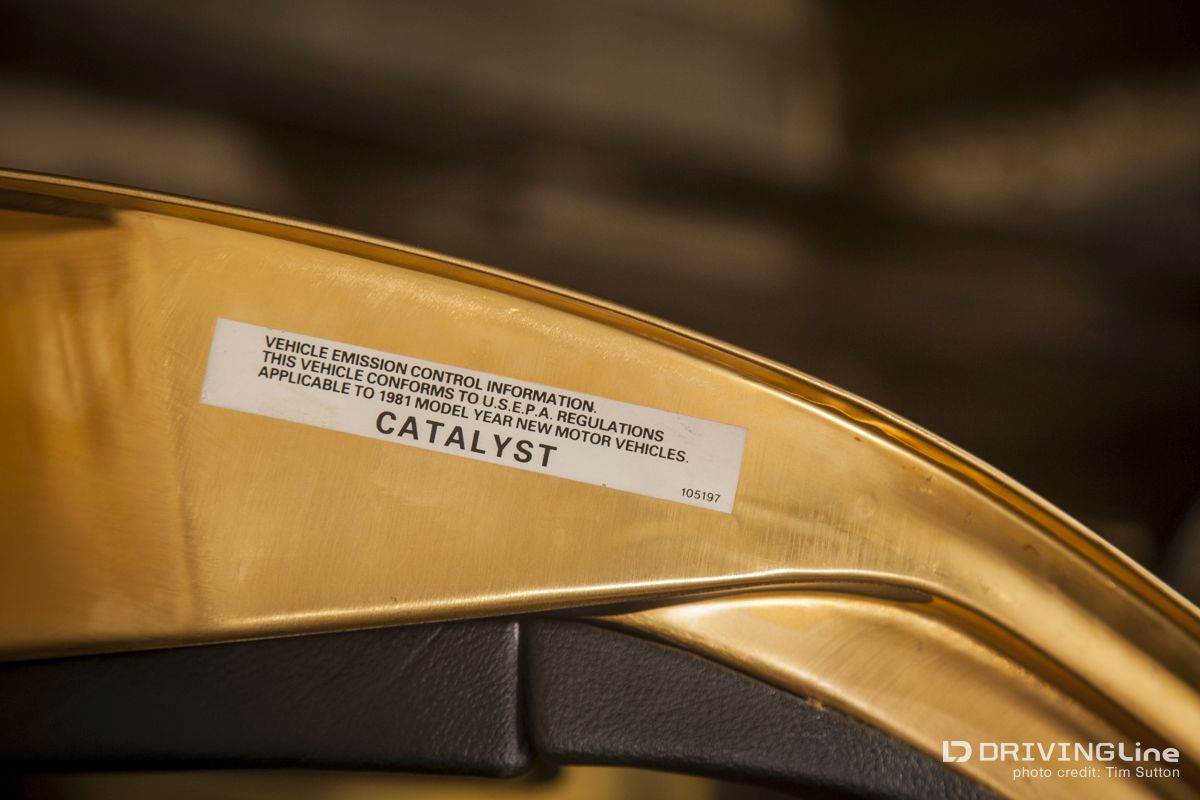 VEHICLE EMISSION CONTROL INFORMATION.
THIS VEHICLE CONFORMS TO U.S.E.P.A. REGULATIONS
APPLICABLE TO 1981 MODEL YEAR NEW MOTOR VEHICLES.
CATALYST
105197
DRIVINGLine
photo credit: Tim Sutton